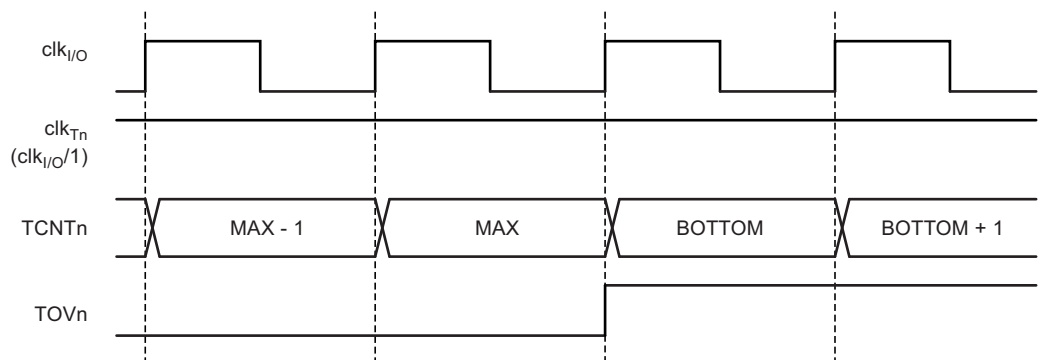 clkI/O
clkTn
(clkI/O/1)
TCNTn MAX - 1 MAX BOTTOM BOTTOM + 1
TOVn